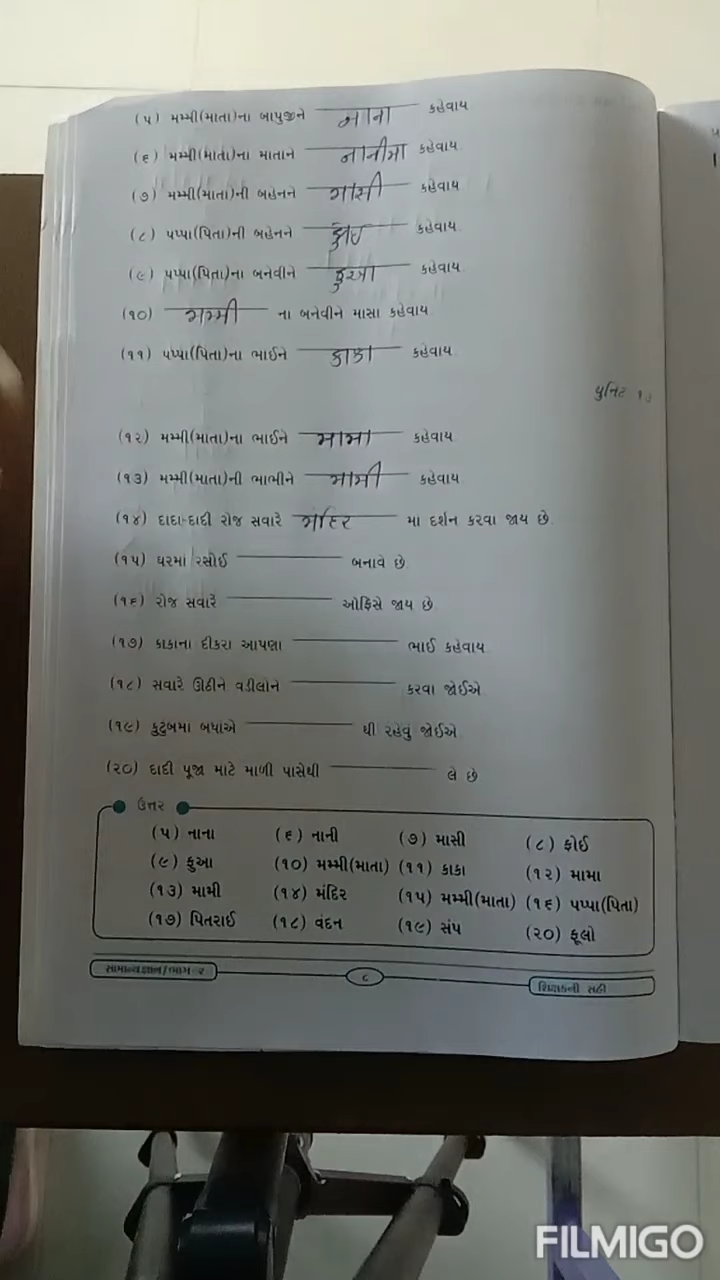 (૫) મમ્મી(માતા)ના બાપુજીને નાના કહેવાય
(૬) મમ્મી(માતા)ના માતાને નાનીમા કહેવાય
(૭) મમ્મી(માતા)ની બહેનને માસી કહેવાય
(૮) પપ્પા(પિતા)ની બહેનને ફોઈ કહેવાય
(૯) પપ્પા(પિતા)ના બનેવીને ફુઆ કહેવાય
(૧૦) મમ્મી ના બનેવીને માસા કહેવાય
(૧૧) પપ્પા(પિતા)ના ભાઈને કાકા કહેવાય
યુનિટ
(૧૨) મમ્મી(માતા)ના ભાઈને મામા કહેવાય
(૧૩) મમ્મી(માતા)ની ભાભીને મામી કહેવાય
(૧૪) દાદા-દાદી રોજ સવારે મંદિર મા દર્શન કરવા જાય છે
(૧૫) ઘરમાં રસોઈ બનાવે છે
(૧૬) રોજ સવારે ઓફિસે જાય છે
(૧૭) કાકાના દીકરા આપણા ભાઈ કહેવાય
(૧૮) સવારે ઊઠીને વડીલોને કરવા જોઈએ
(૧૯) કુટુંબમા બધાએ થી રહેવું જોઈએ
(૨૦) દાદી પૂજા માટે માળી પાસેથી લે છે
ઉત્તર
(૫) નાના (૬) નાની (૭) માસી (૮) ફોઈ
(૯) ફુઆ (૧૦) મમ્મી(માતા) (૧૧) કાકા (૧૨) મામા
(૧૩) મામી (૧૪) મંદિર (૧૫) મમ્મી(માતા) (૧૬) પપ્પા(પિતા)
(૧૭) પિતરાઈ (૧૮) વંદન (૧૯) સંપ (૨૦) ફૂલો
સામાન્ય જ્ઞાન/ભાગ-૨ ૮ શિક્ષકની સહી
FILMIGO